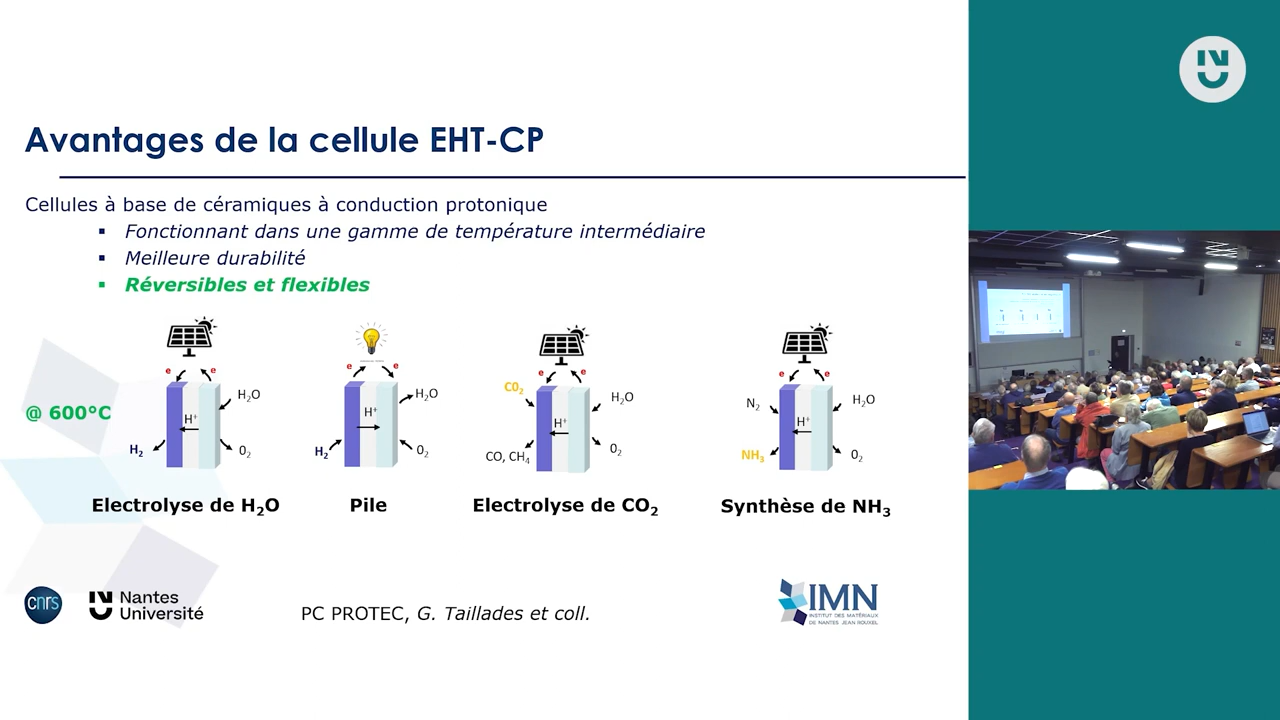 Avantages de la cellule EHT-CP
Cellules à base de céramiques à conduction protonique
▪ Fonctionnant dans une gamme de température intermédiaire
▪ Meilleure durabilité
▪ Réversibles et flexibles
@ 600°C
e e
H₂O
H⁺
H₂
O₂
Electrolyse de H₂O
e e
H₂O
H⁺
H₂
O₂
Pile
e e
CO₂
H₂O
H⁺
CO, CH₄
O₂
Electrolyse de CO₂
e e
N₂
H₂O
H⁺
NH₃
O₂
Synthèse de NH₃
cnrs
Nantes
Université
PC PROTEC, G. Taillades et coll.
IMN
INSTITUT DES MATÉRIAUX
DE NANTES JEAN ROUXEL